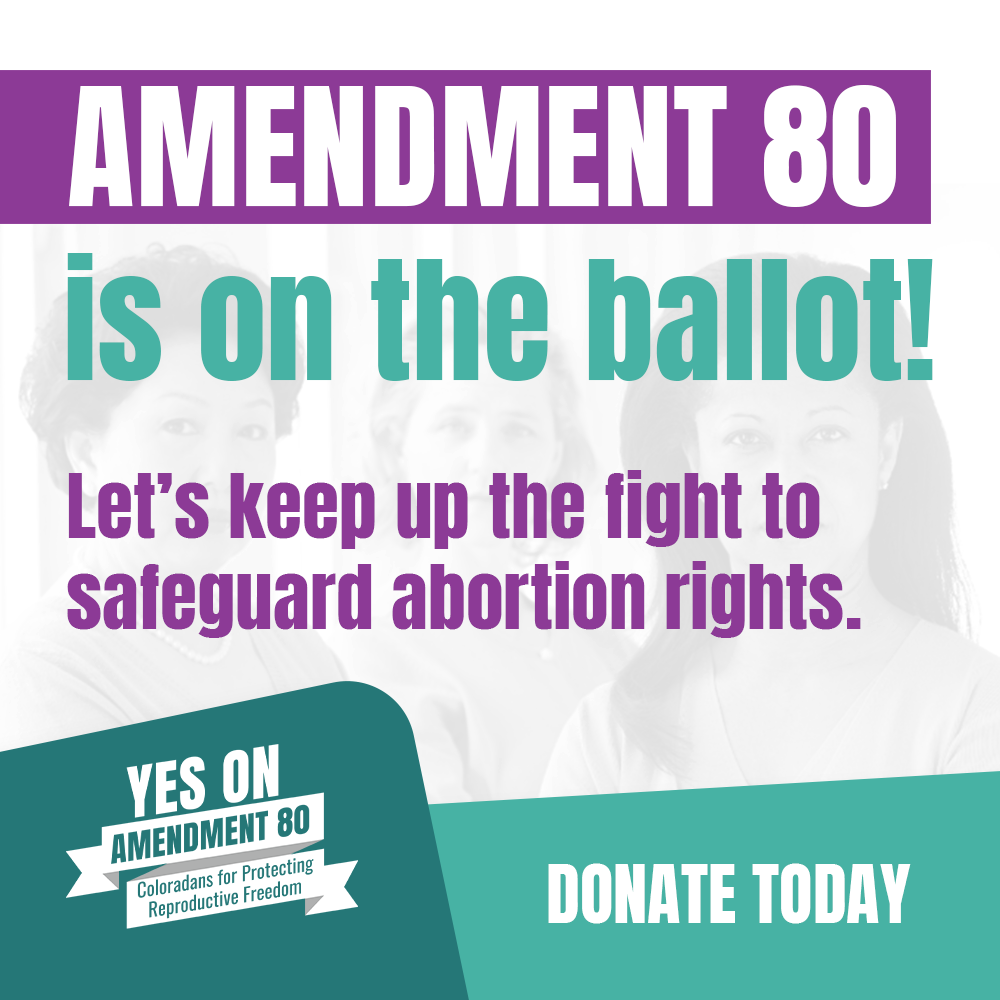 AMENDMENT 80
is on the ballot!
Let’s keep up the fight to
safeguard abortion rights.
YES ON
AMENDMENT 80
Coloradans for Protecting
Reproductive Freedom
DONATE TODAY